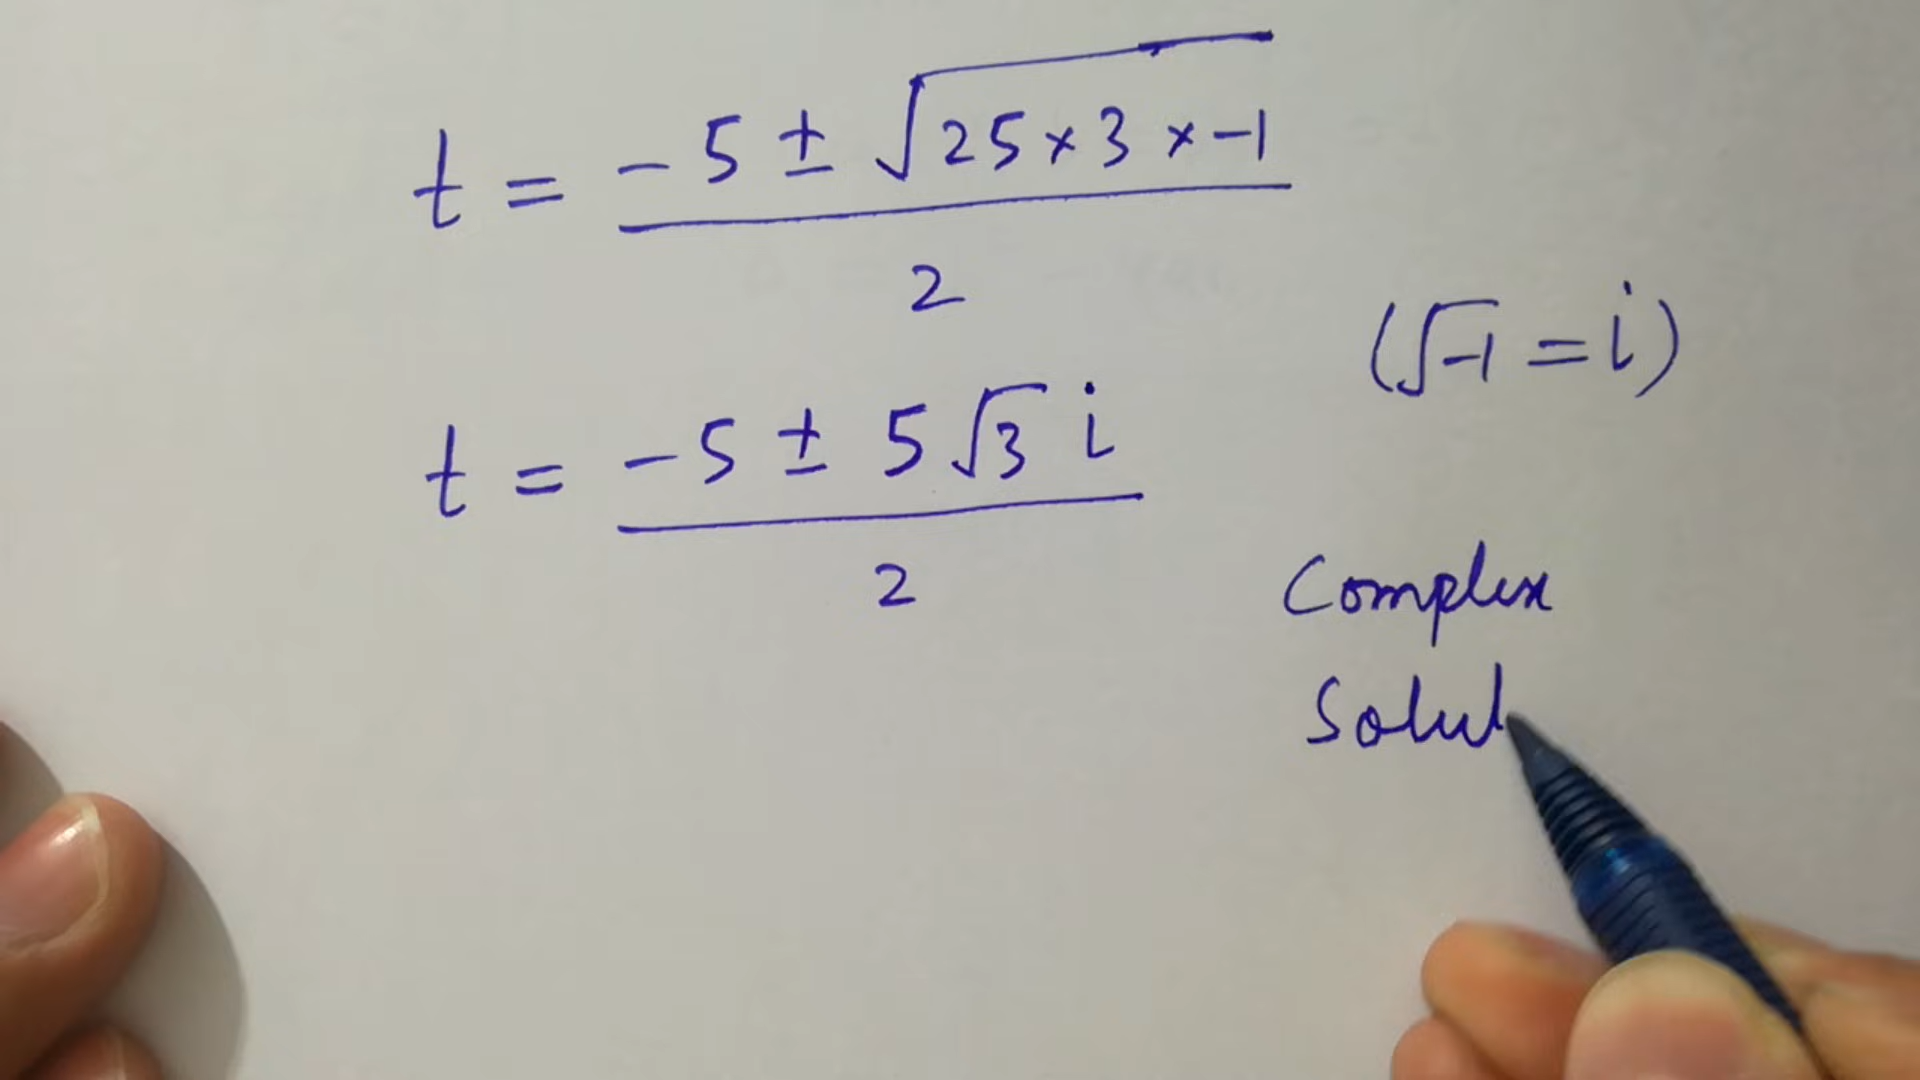 t = (-5 ± √(25 × 3 × -1)) / 2
(√-1 = i)
t = (-5 ± 5√3 i) / 2
Complex
Solut